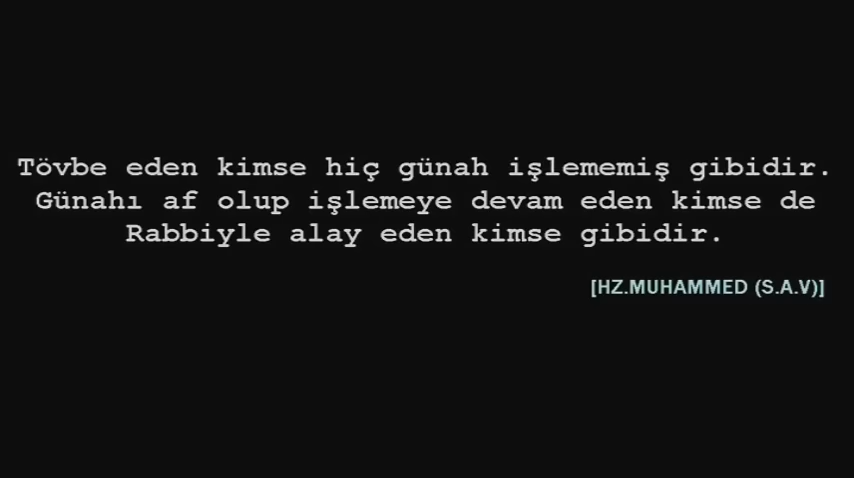 Tövbe eden kimse hiç günah işlememiş gibidir.
Günahı af olup işlemeye devam eden kimse de
Rabbiyle alay eden kimse gibidir.
[HZ.MUHAMMED (S.A.V)]